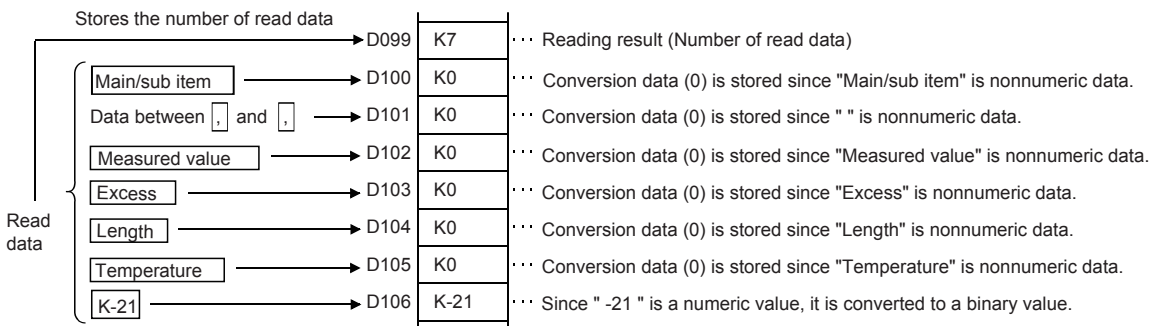 Stores the number of read data
D099 K7 ··· Reading result (Number of read data)
Main/sub item D100 K0 ··· Conversion data (0) is stored since "Main/sub item" is nonnumeric data.
Data between , and , D101 K0 ··· Conversion data (0) is stored since " " is nonnumeric data.
Measured value D102 K0 ··· Conversion data (0) is stored since "Measured value" is nonnumeric data.
Excess D103 K0 ··· Conversion data (0) is stored since "Excess" is nonnumeric data.
Read data
Length D104 K0 ··· Conversion data (0) is stored since "Length" is nonnumeric data.
Temperature D105 K0 ··· Conversion data (0) is stored since "Temperature" is nonnumeric data.
K-21 D106 K-21 ··· Since " -21 " is a numeric value, it is converted to a binary value.